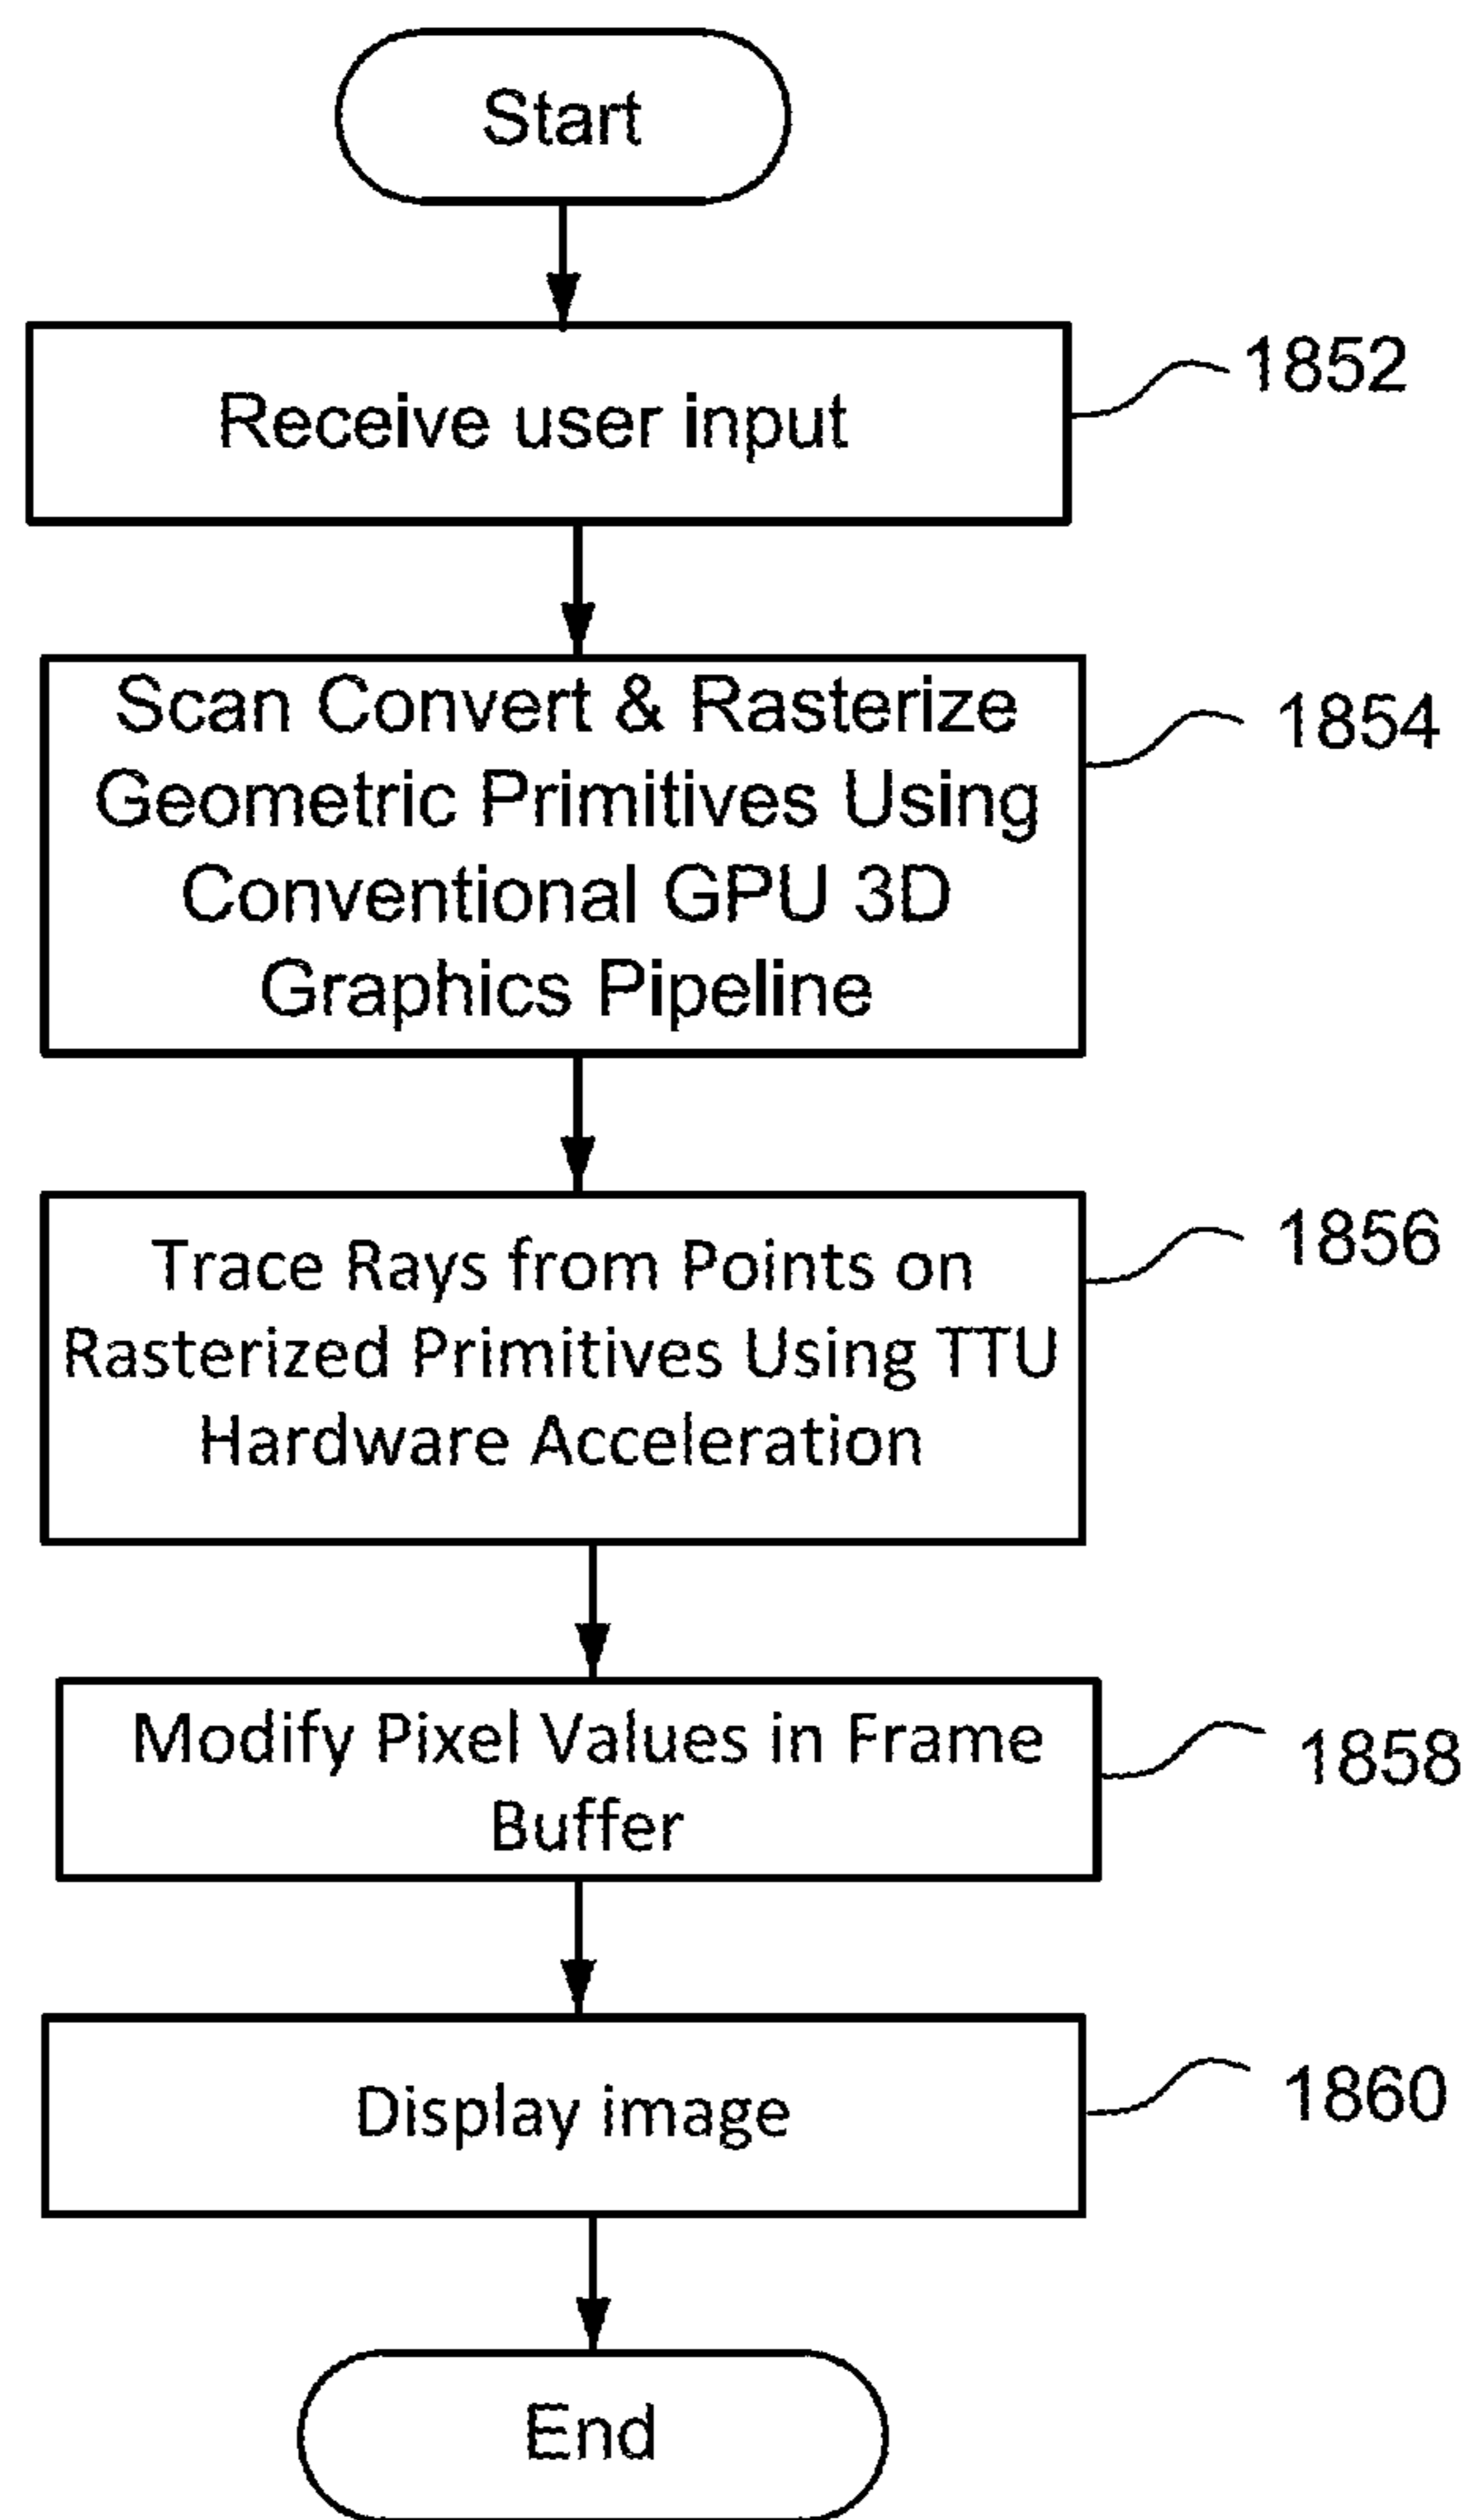 Start
Receive user input
1852
Scan Convert & Rasterize
Geometric Primitives Using
Conventional GPU 3D
Graphics Pipeline
1854
Trace Rays from Points on
Rasterized Primitives Using TTU
Hardware Acceleration
1856
Modify Pixel Values in Frame
Buffer
1858
Display image
1860
End